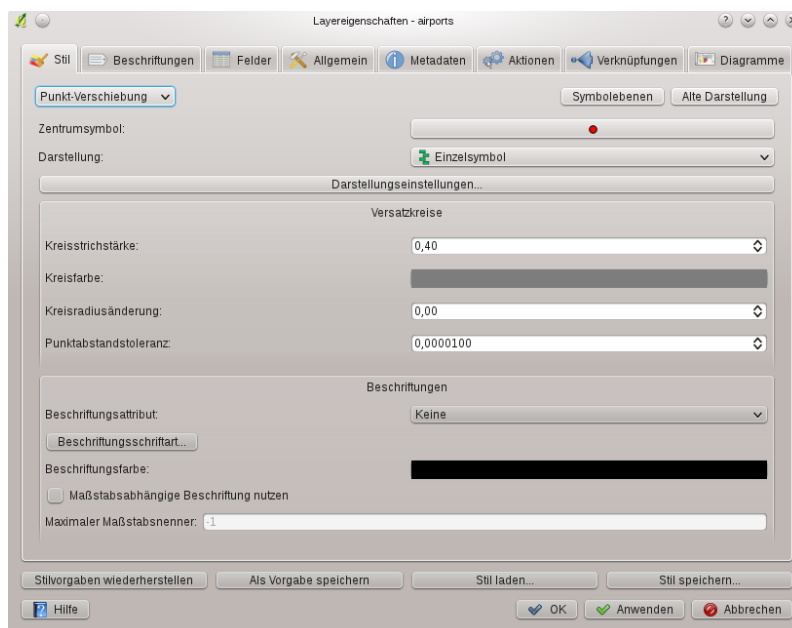 Layereigenschaften - airports
Stil Beschriftungen Felder Allgemein Metadaten Aktionen Verknüpfungen Diagramme
Punkt-Verschiebung Symbolebenen Alte Darstellung
Zentrumsymbol:
Darstellung: Einzelsymbol
Darstellungseinstellungen...
Versatzkreise
Kreisstrichstärke: 0,40
Kreisfarbe:
Kreisradiusänderung: 0,00
Punktabstandstoleranz: 0,0000100
Beschriftungen
Beschriftungsattribut: Keine
Beschriftungsschriftart...
Beschriftungsfarbe:
Maßstabsabhängige Beschriftung nutzen
Maximaler Maßstabsnenner: -1
Stilvorgaben wiederherstellen Als Vorgabe speichern Stil laden... Stil speichern...
? Hilfe OK Anwenden Abbrechen